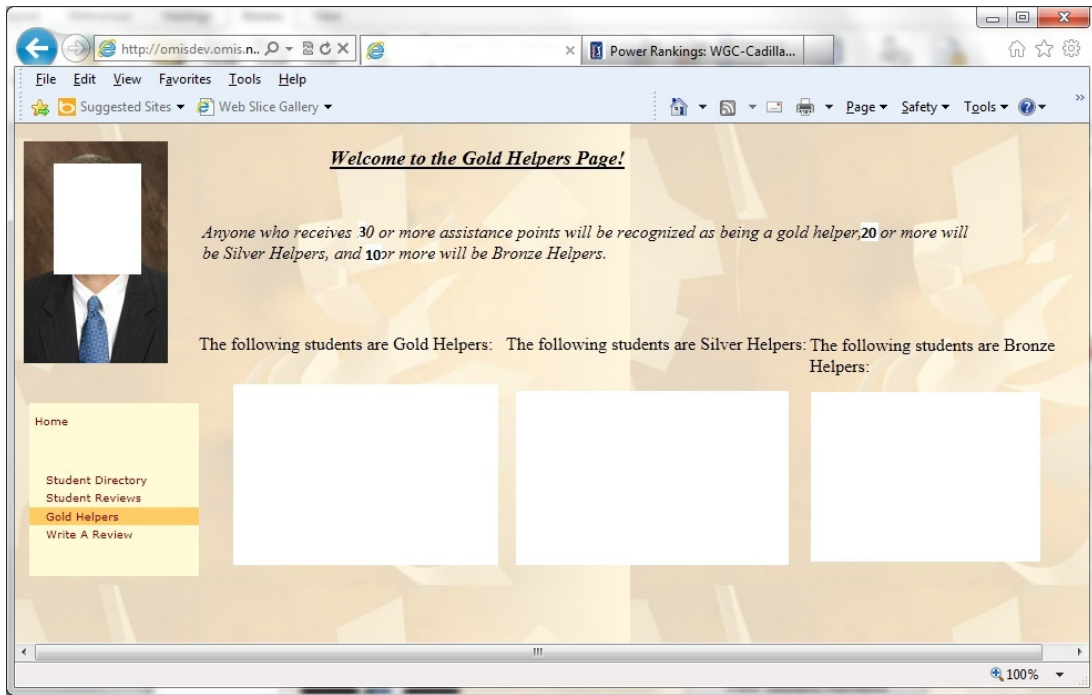 http://omisdev.omis.n..
Power Rankings: WGC-Cadilla...
File Edit View Favorites Tools Help
Suggested Sites Web Slice Gallery Page Safety Tools
Welcome to the Gold Helpers Page!
Anyone who receives 30 or more assistance points will be recognized as being a gold helper,20 or more will
be Silver Helpers, and 10or more will be Bronze Helpers.
The following students are Gold Helpers: The following students are Silver Helpers: The following students are Bronze
Helpers:
Home
Student Directory
Student Reviews
Gold Helpers
Write A Review
100%